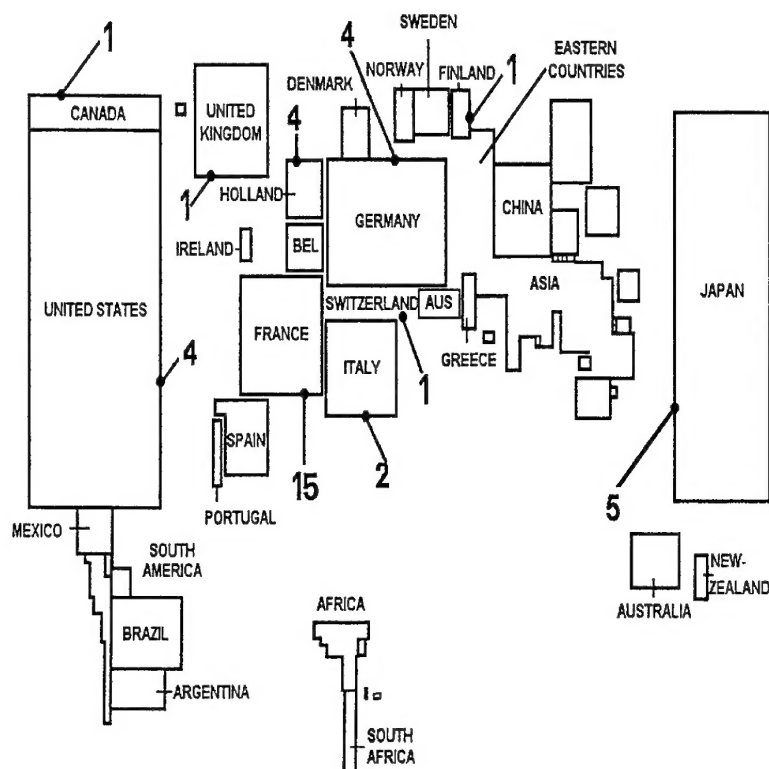 1
4
SWEDEN
EASTERN
COUNTRIES
NORWAY
FINLAND
1
DENMARK
CANADA
UNITED
KINGDOM
4
1
HOLLAND
GERMANY
CHINA
IRELAND
BEL
ASIA
JAPAN
UNITED STATES
SWITZERLAND
AUS
FRANCE
4
ITALY
GREECE
1
SPAIN
15
2
5
PORTUGAL
MEXICO
SOUTH
AMERICA
NEW-
ZEALAND
AUSTRALIA
AFRICA
BRAZIL
ARGENTINA
SOUTH
AFRICA